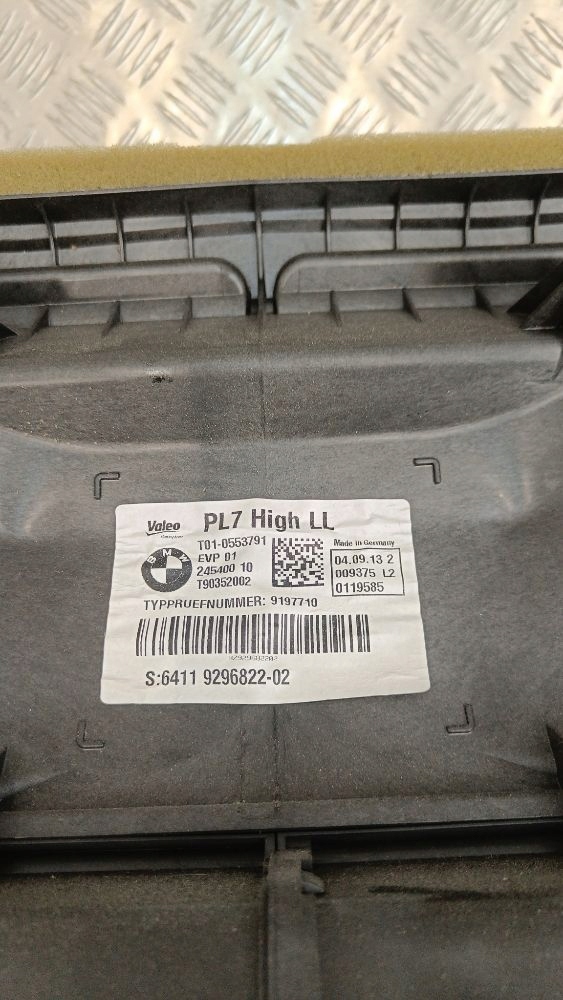 Valeo
PL7 High LL
BMW
T01-0553791
EVP 01
245400 10
T90352002
Made in Germany
04.09.13 2
009375 L2
0119585
TYPPRUEFNUMMER: 9197710
S:6411 9296822-02